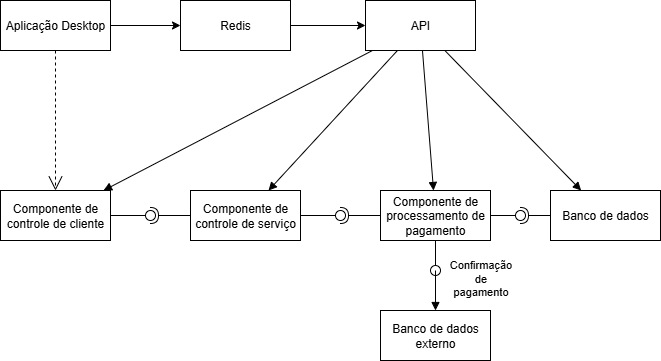 Aplicação Desktop
Redis
API
Componente de
controle de cliente
Componente de
controle de serviço
Componente de
processamento de
pagamento
Banco de dados
Confirmação
de
pagamento
Banco de dados
externo